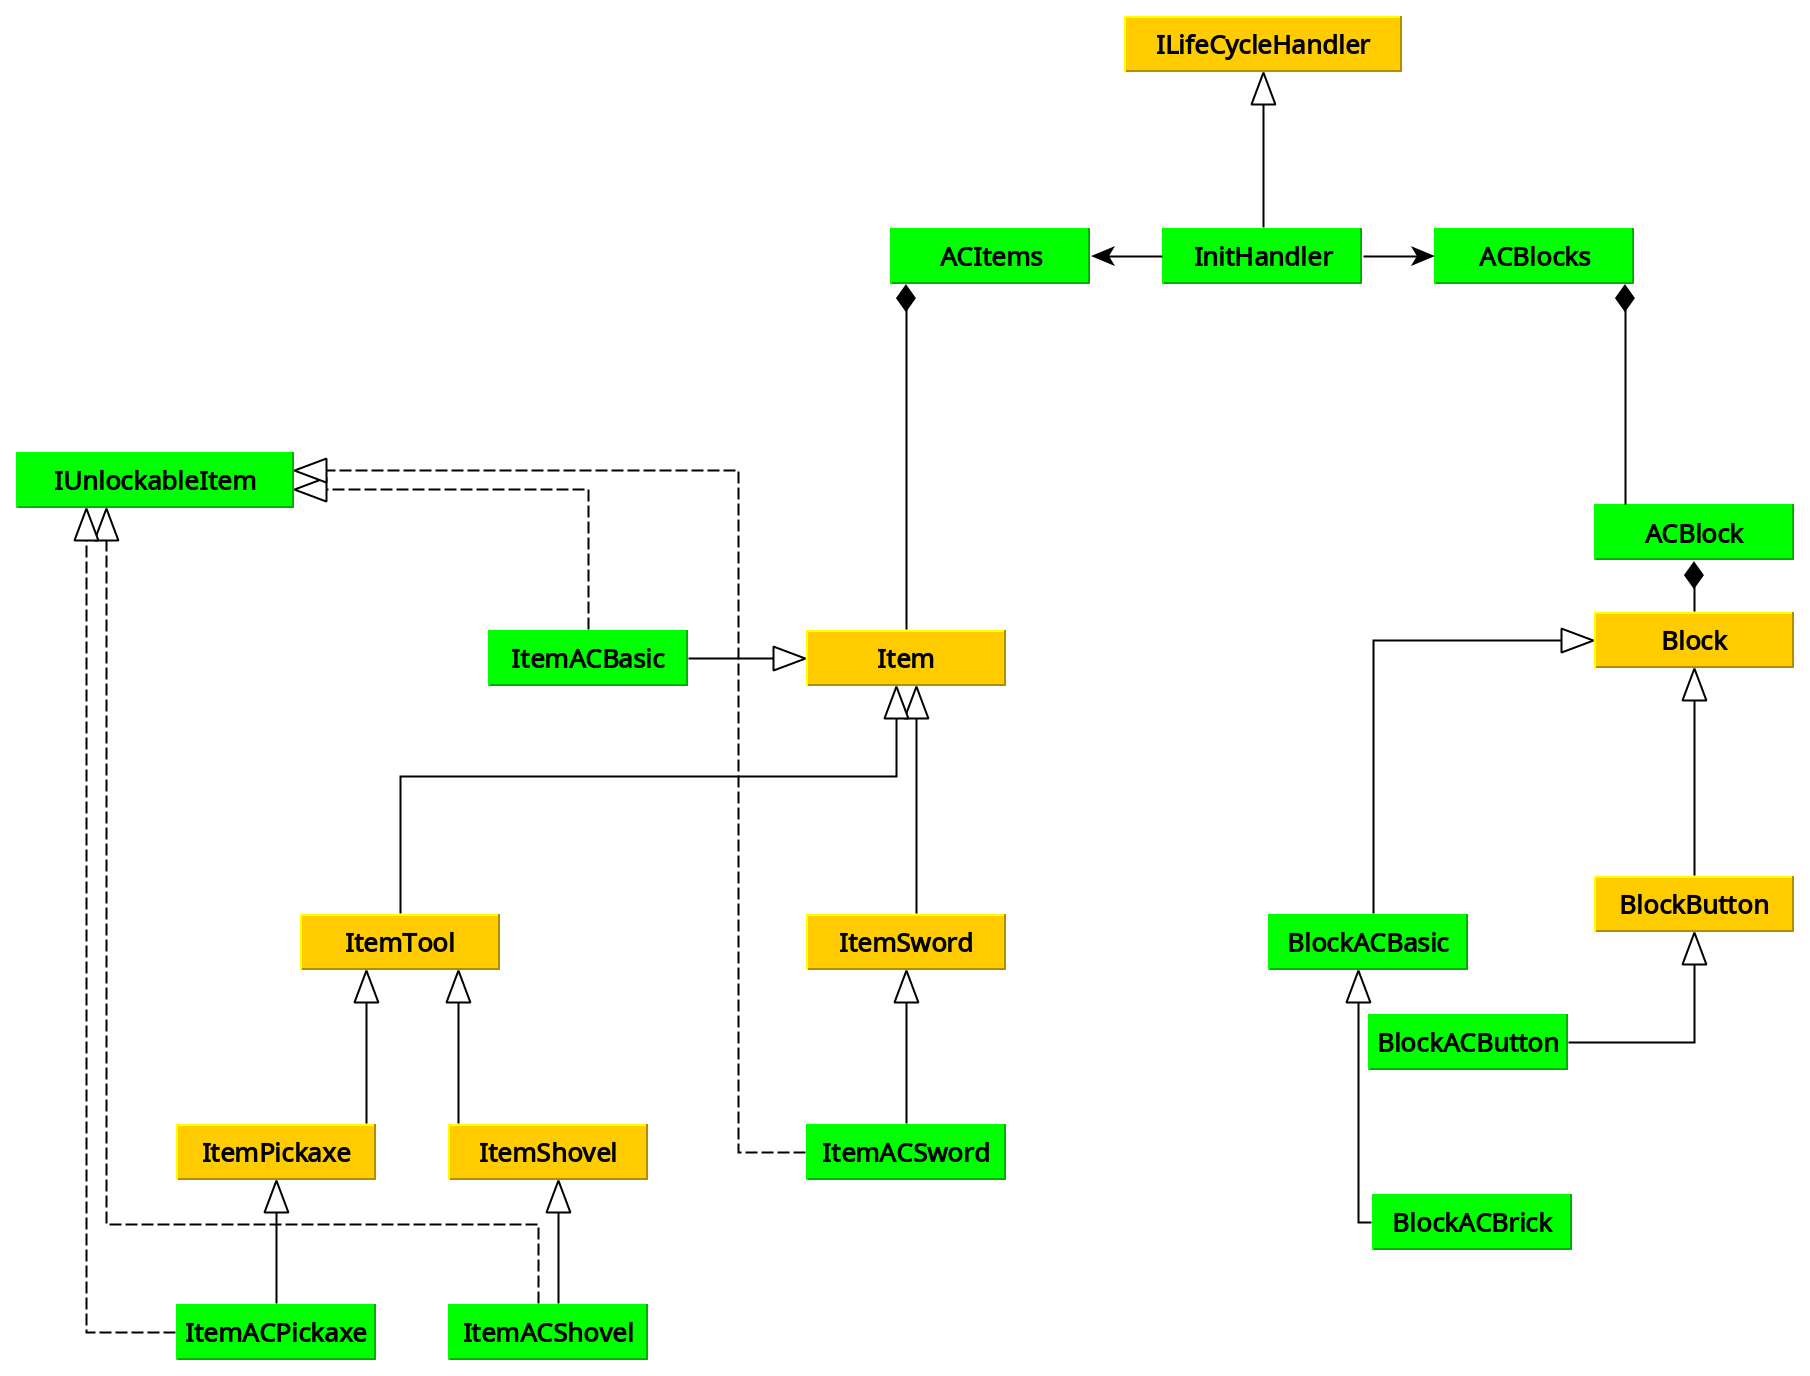 ILifeCycleHandler
ACItems
InitHandler
ACBlocks
IUnlockableItem
ACBlock
ItemACBasic
Item
Block
ItemTool
ItemSword
BlockACBasic
BlockButton
BlockACButton
ItemPickaxe
ItemShovel
ItemACSword
BlockACBrick
ItemACPickaxe
ItemACShovel